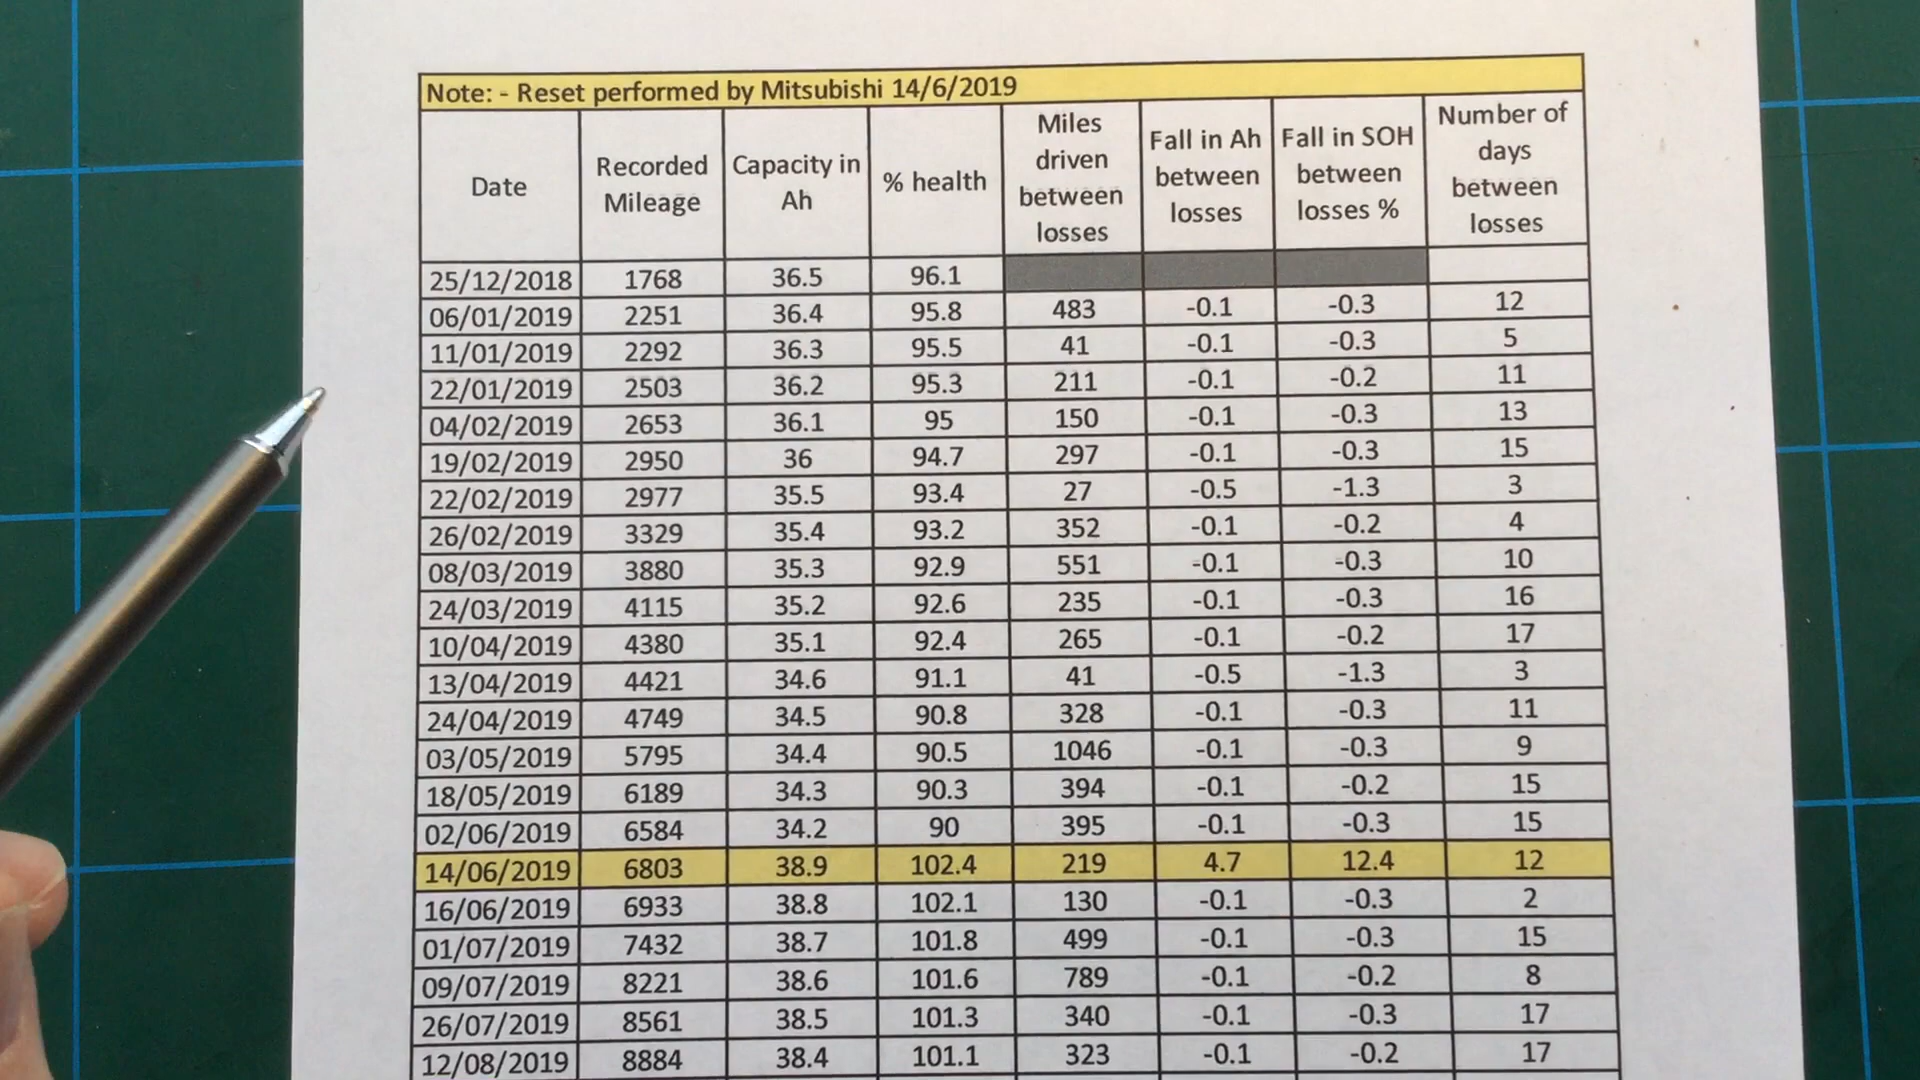 Note: - Reset performed by Mitsubishi 14/6/2019
Date Recorded Mileage Capacity in Ah % health Miles driven between losses Fall in Ah between losses Fall in SOH between losses % Number of days between losses
25/12/2018 1768 36.5 96.1
06/01/2019 2251 36.4 95.8 483 -0.1 -0.3 12
11/01/2019 2292 36.3 95.5 41 -0.1 -0.3 5
22/01/2019 2503 36.2 95.3 211 -0.1 -0.2 11
04/02/2019 2653 36.1 95 150 -0.1 -0.3 13
19/02/2019 2950 36 94.7 297 -0.1 -0.3 15
22/02/2019 2977 35.5 93.4 27 -0.5 -1.3 3
26/02/2019 3329 35.4 93.2 352 -0.1 -0.2 4
08/03/2019 3880 35.3 92.9 551 -0.1 -0.3 10
24/03/2019 4115 35.2 92.6 235 -0.1 -0.3 16
10/04/2019 4380 35.1 92.4 265 -0.1 -0.2 17
13/04/2019 4421 34.6 91.1 41 -0.5 -1.3 3
24/04/2019 4749 34.5 90.8 328 -0.1 -0.3 11
03/05/2019 5795 34.4 90.5 1046 -0.1 -0.3 9
18/05/2019 6189 34.3 90.3 394 -0.1 -0.2 15
02/06/2019 6584 34.2 90 395 -0.1 -0.3 15
14/06/2019 6803 38.9 102.4 219 4.7 12.4 12
16/06/2019 6933 38.8 102.1 130 -0.1 -0.3 2
01/07/2019 7432 38.7 101.8 499 -0.1 -0.3 15
09/07/2019 8221 38.6 101.6 789 -0.1 -0.2 8
26/07/2019 8561 38.5 101.3 340 -0.1 -0.3 17
12/08/2019 8884 38.4 101.1 323 -0.1 -0.2 17